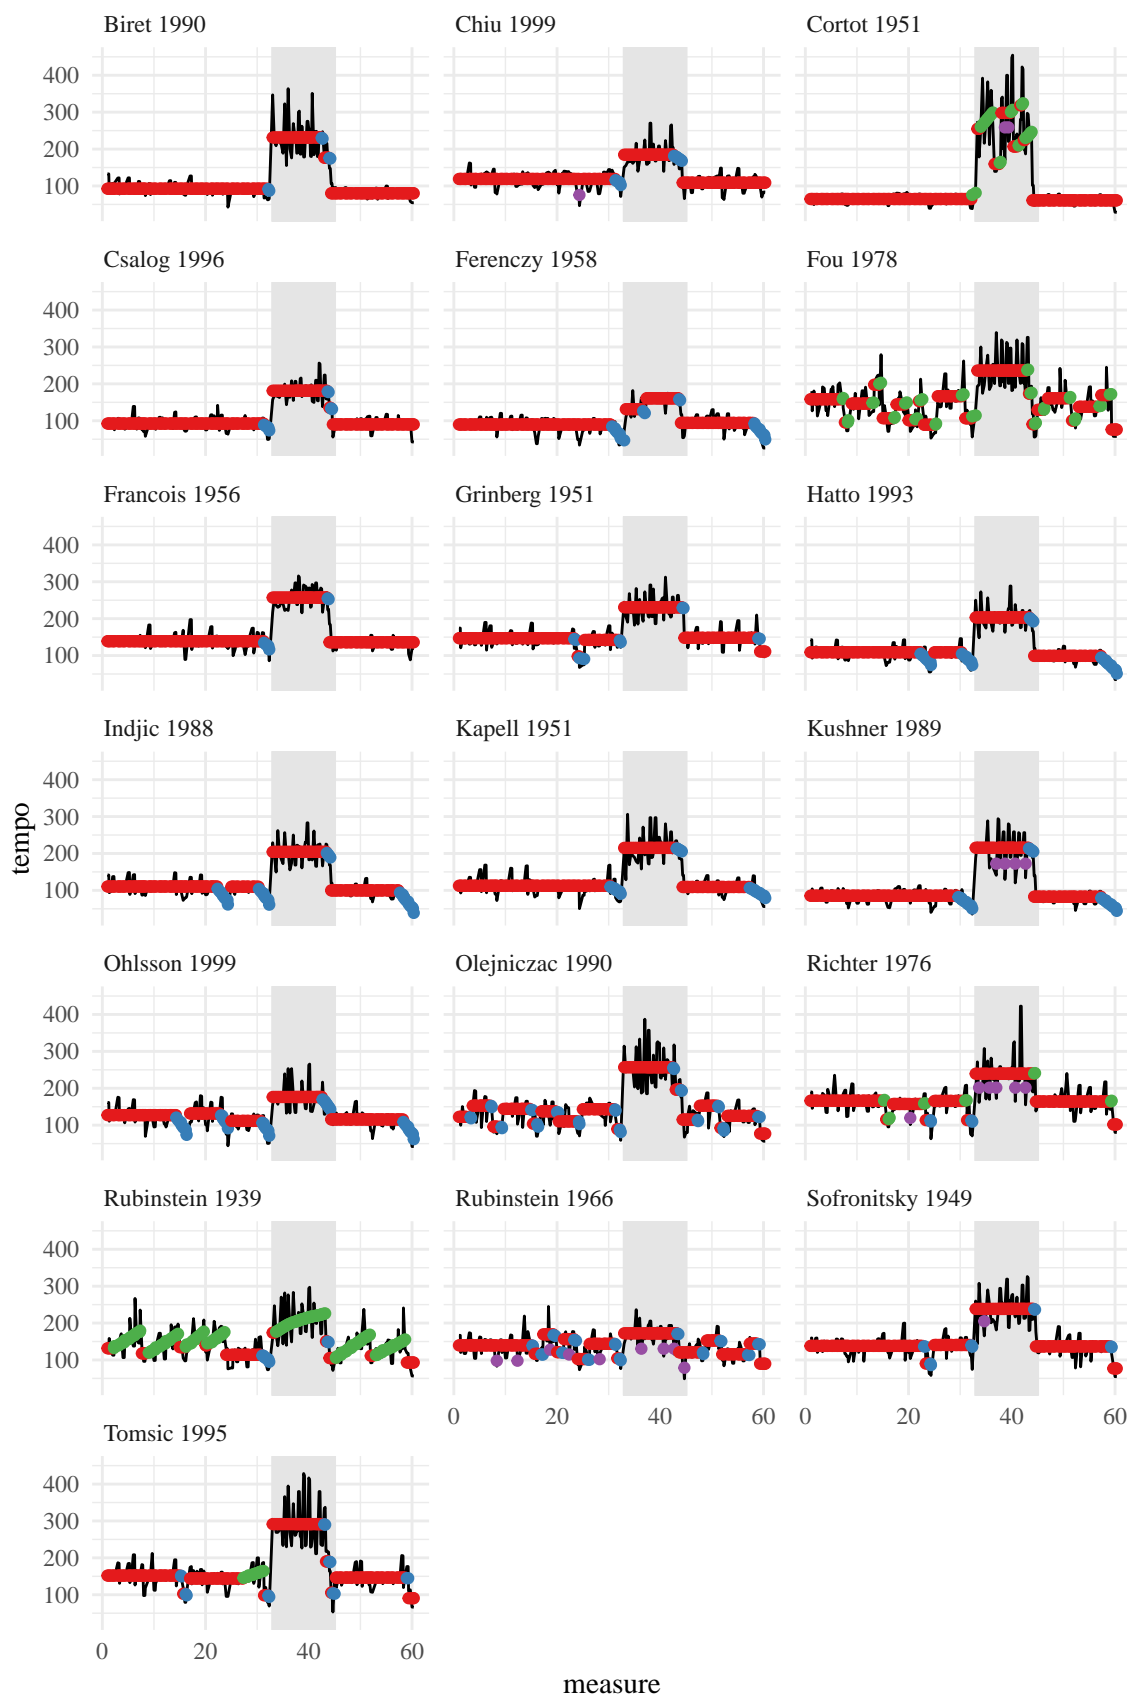 Biret 1990 Chiu 1999 Cortot 1951
400
300
200
100
Csalog 1996 Ferenczy 1958 Fou 1978
400
300
200
100
Francois 1956 Grinberg 1951 Hatto 1993
400
300
200
100
Indjic 1988 Kapell 1951 Kushner 1989
400
300
200
100
tempo
Ohlsson 1999 Olejniczac 1990 Richter 1976
400
300
200
100
Rubinstein 1939 Rubinstein 1966 Sofronitsky 1949
400
300
200
100
0 20 40 60 0 20 40 60
Tomsic 1995
400
300
200
100
0 20 40 60
measure